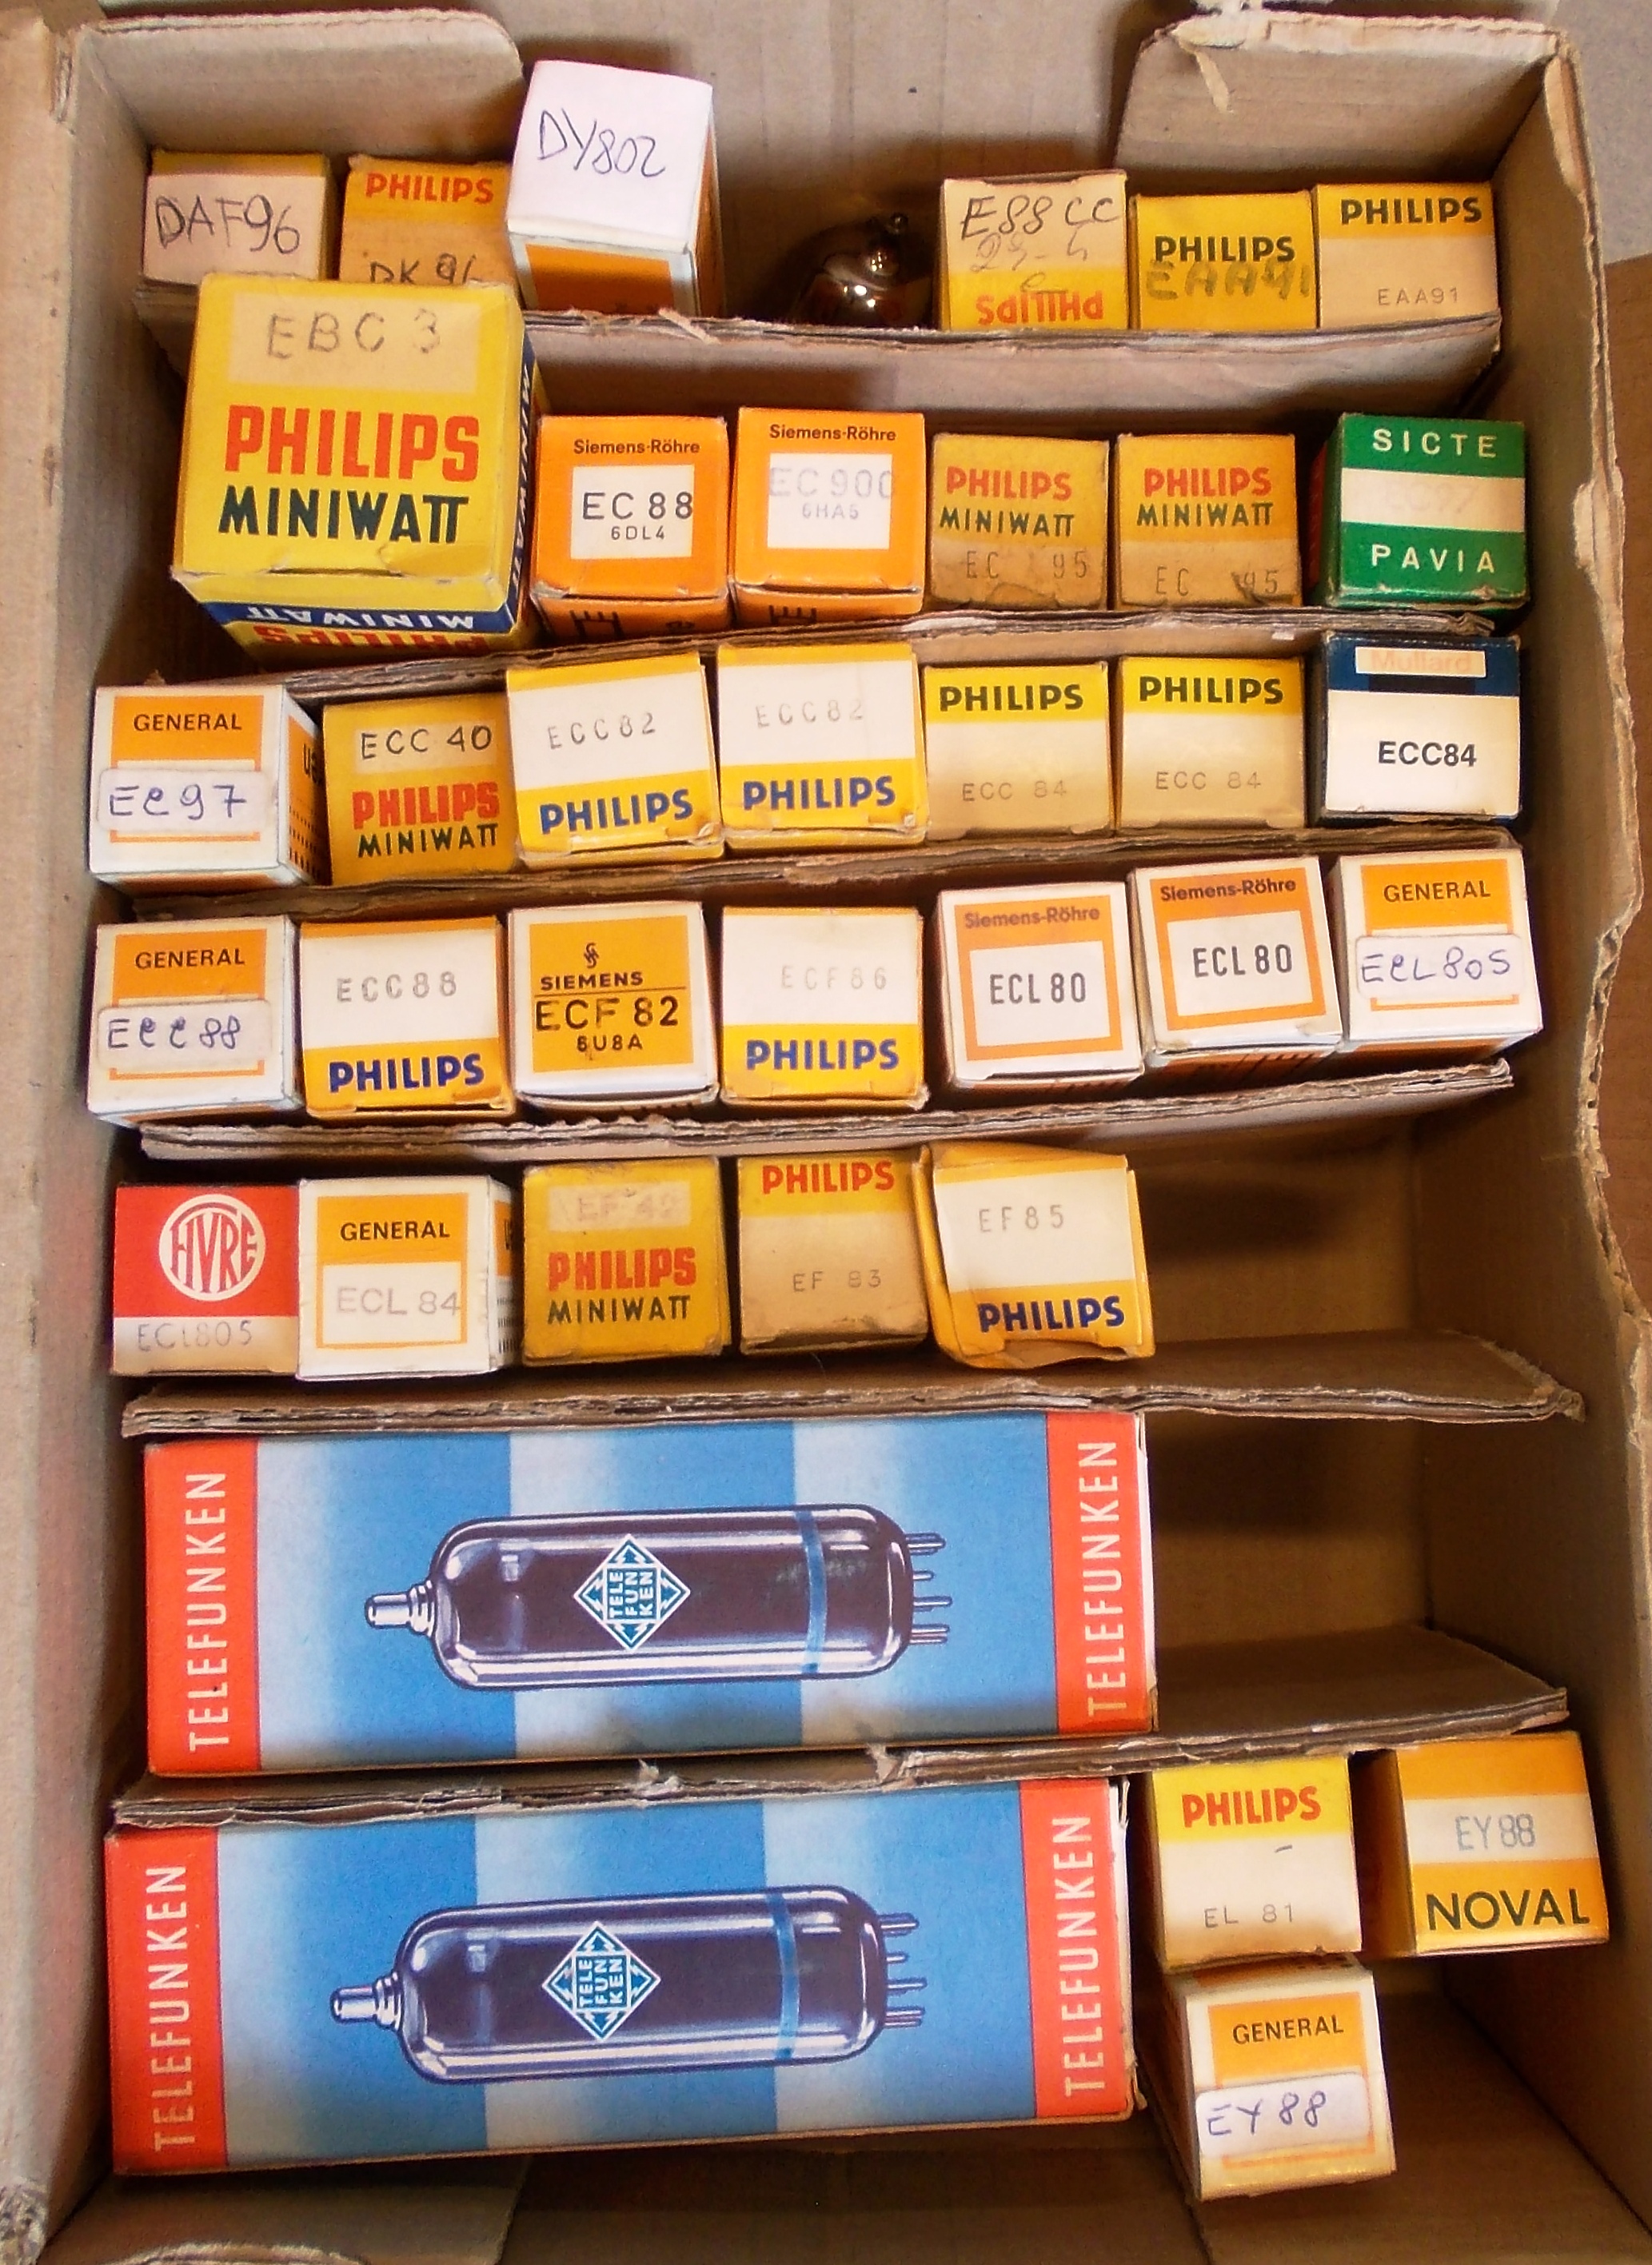 DAF96
PHILIPS
DY802
E88CC
PHILIPS
PHILIPS
EAA91
PHILIPS
EAA91
EBC 3
PHILIPS
MINIWATT
MINIWATT
PHILIPS
Siemens-Röhre
EC 88
6DL4
Siemens-Röhre
EC 900
6HA5
PHILIPS
MINIWATT
EC 95
PHILIPS
MINIWATT
EC 95
SICTE
PAVIA
GENERAL
EC97
ECC 40
PHILIPS
MINIWATT
ECC82
PHILIPS
ECC82
PHILIPS
PHILIPS
ECC 84
PHILIPS
ECC 84
Mullard
ECC84
GENERAL
ECC88
ECC88
PHILIPS
SIEMENS
ECF 82
6U8A
ECF86
PHILIPS
Siemens-Röhre
ECL 80
Siemens-Röhre
ECL 80
GENERAL
ECL805
FIVRE
ECL805
GENERAL
ECL 84
EF 42
PHILIPS
MINIWATT
PHILIPS
EF 83
EF85
PHILIPS
TELEFUNKEN
TELE
FUN
KEN
TELEFUNKEN
TELEFUNKEN
TELE
FUN
KEN
TELEFUNKEN
PHILIPS
EL 81
EY88
NOVAL
GENERAL
EY88